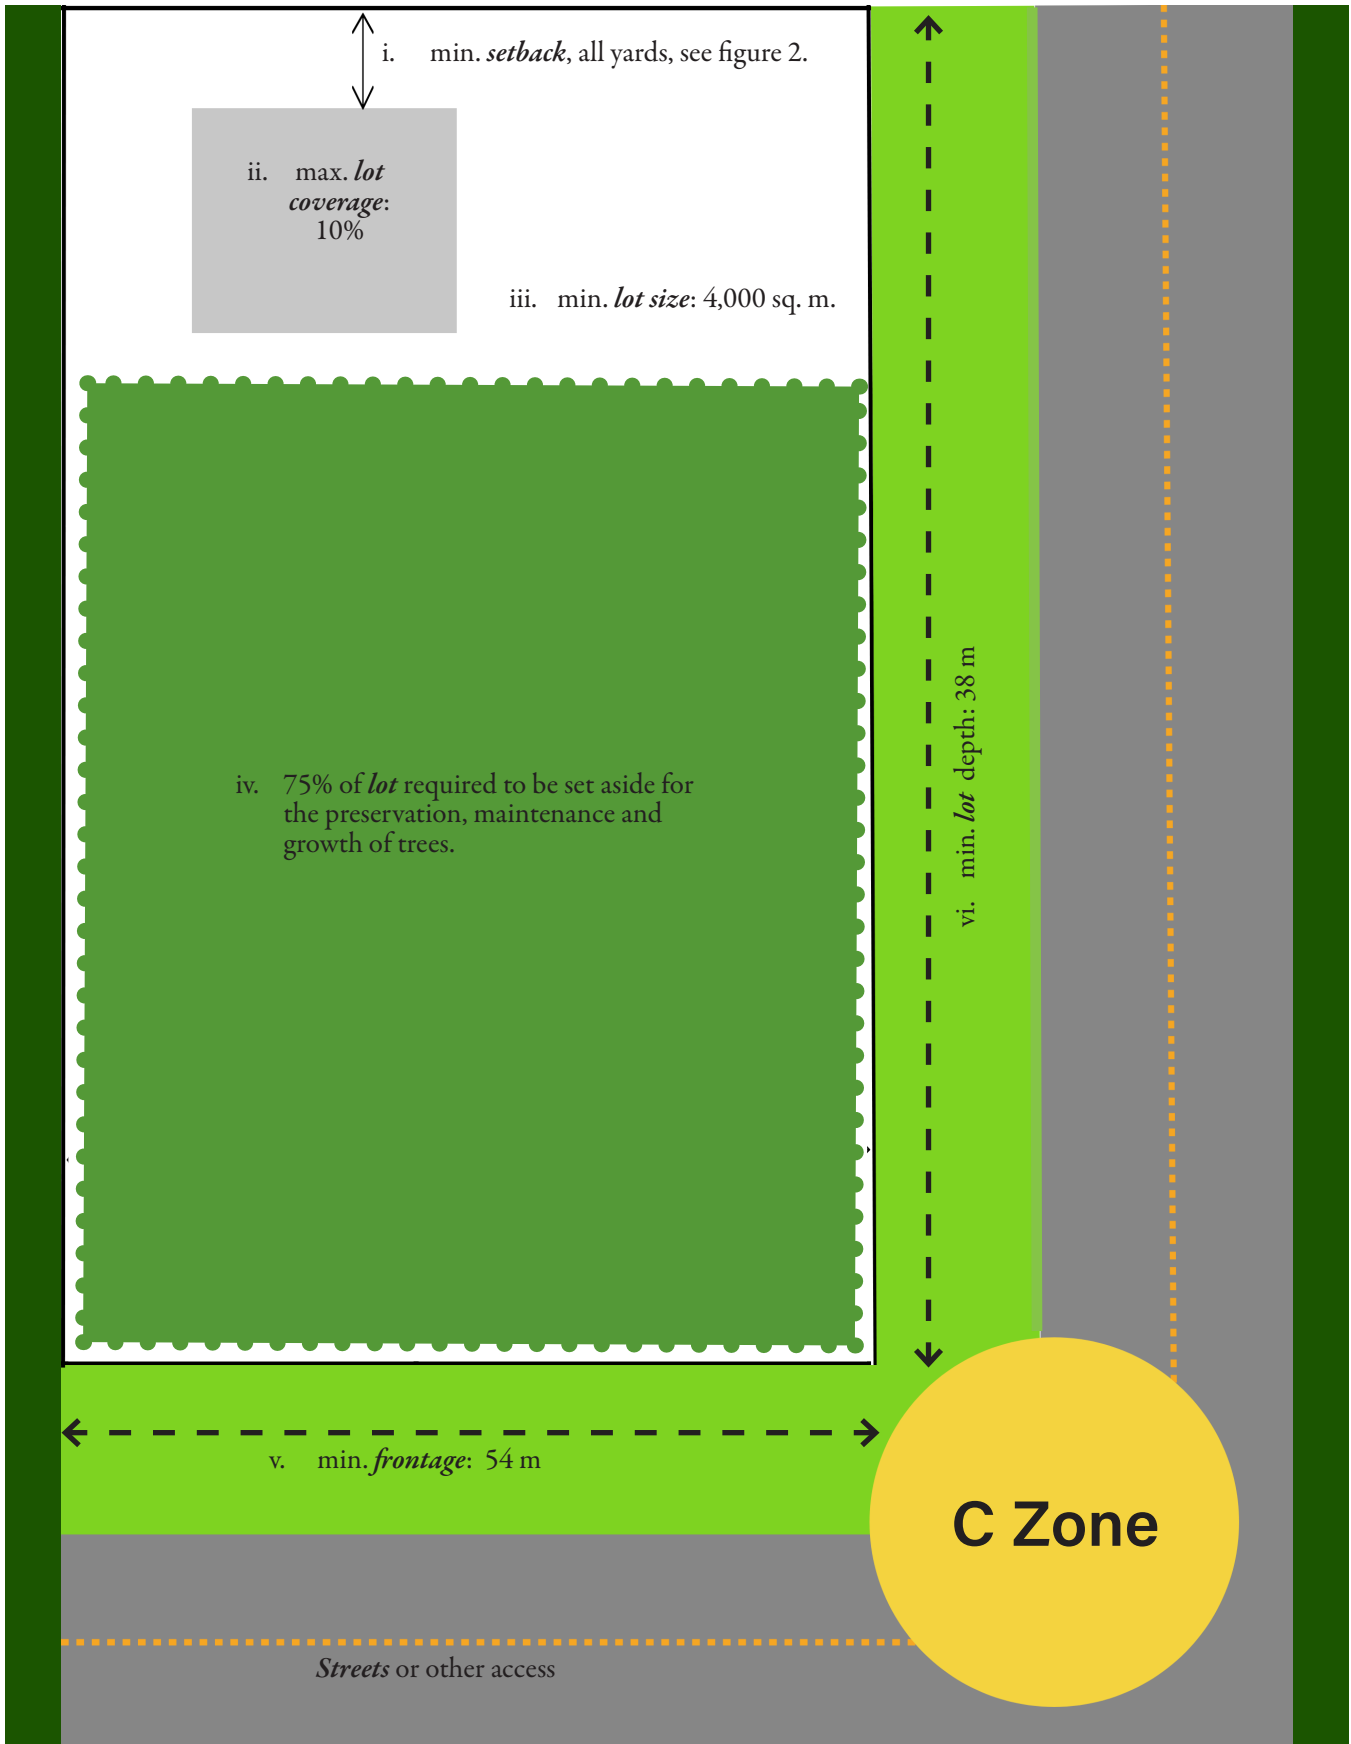 i. min. setback, all yards, see figure 2.
ii. max. lot
coverage:
10%
iii. min. lot size: 4,000 sq. m.
iv. 75% of lot required to be set aside for
the preservation, maintenance and
growth of trees.
vi. min. lot depth: 38 m
v. min. frontage: 54 m
C Zone
Streets or other access